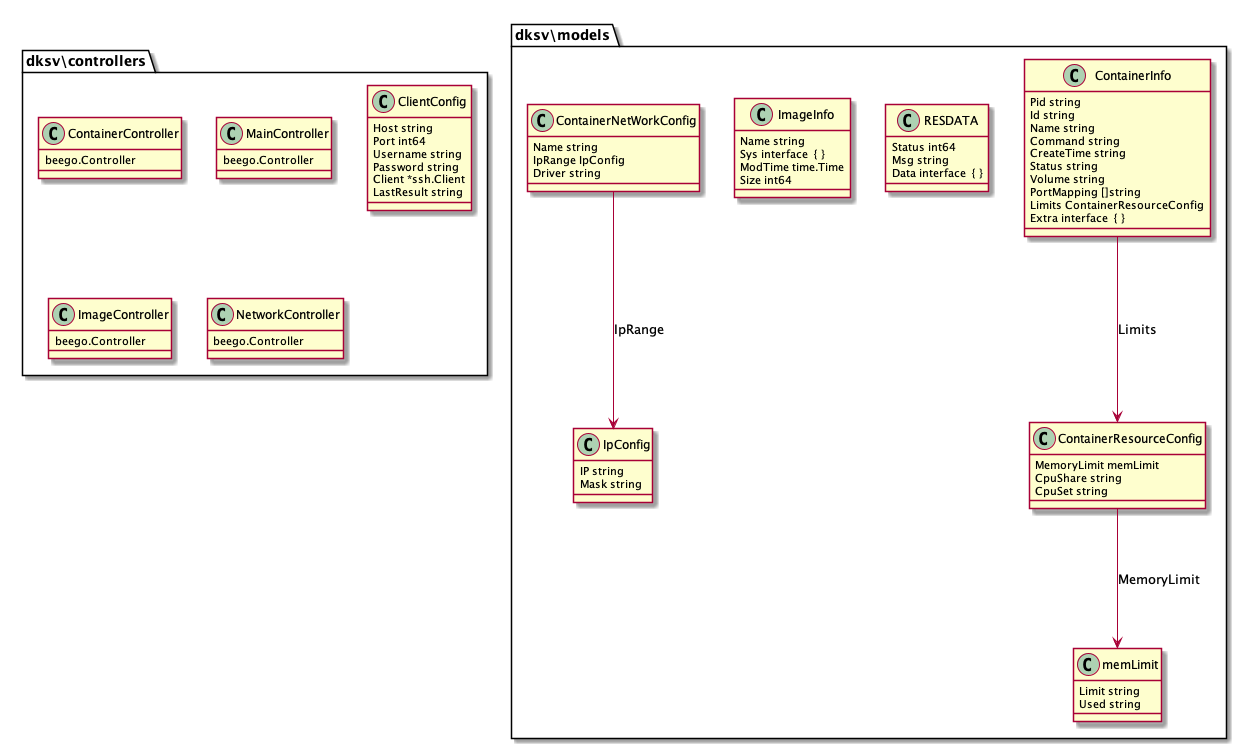 dksv\controllers
C ContainerController
beego.Controller
C MainController
beego.Controller
C ClientConfig
Host string
Port int64
Username string
Password string
Client *ssh.Client
LastResult string
C ImageController
beego.Controller
C NetworkController
beego.Controller
dksv\models
C ContainerNetWorkConfig
Name string
IpRange IpConfig
Driver string
C ImageInfo
Name string
Sys interface { }
ModTime time.Time
Size int64
C RESDATA
Status int64
Msg string
Data interface { }
C ContainerInfo
Pid string
Id string
Name string
Command string
CreateTime string
Status string
Volume string
PortMapping []string
Limits ContainerResourceConfig
Extra interface { }
IpRange
Limits
C IpConfig
IP string
Mask string
C ContainerResourceConfig
MemoryLimit memLimit
CpuShare string
CpuSet string
MemoryLimit
C memLimit
Limit string
Used string